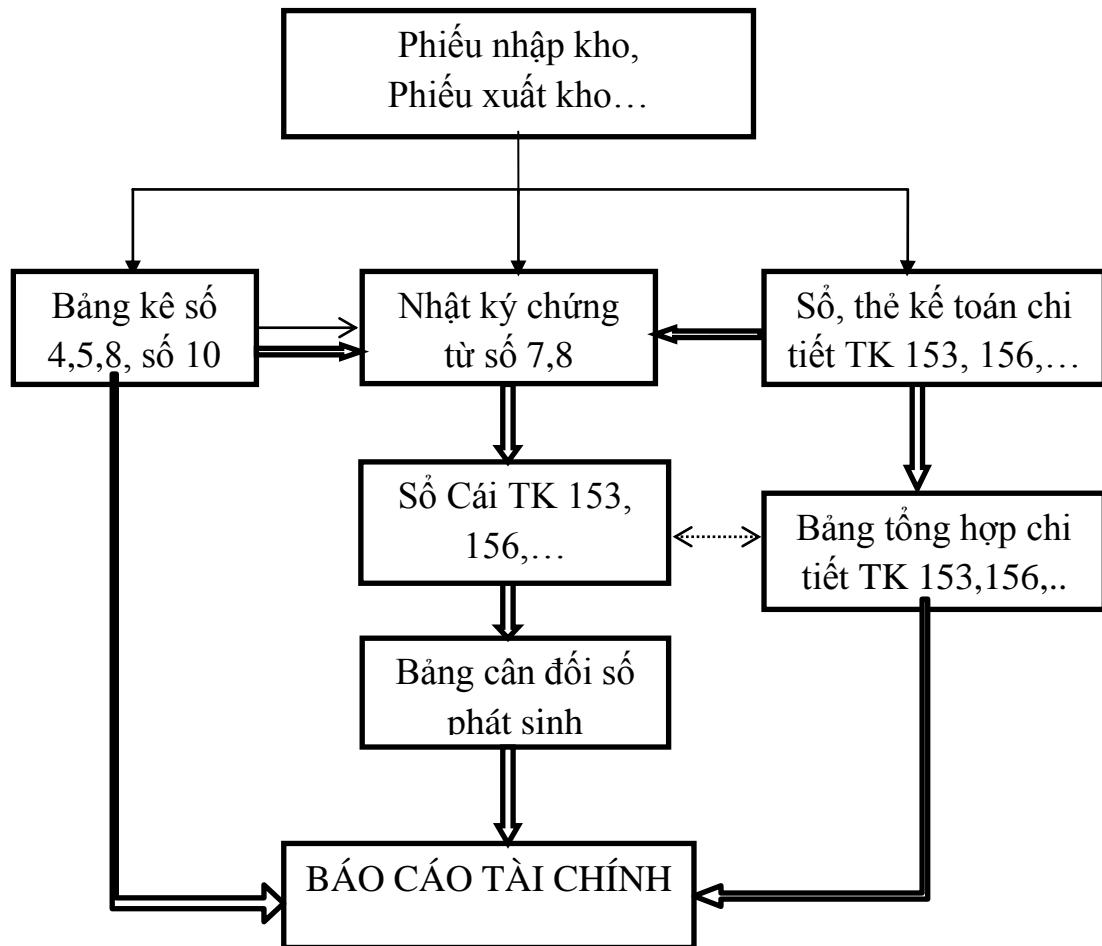 Phiếu nhập kho,
Phiếu xuất kho…
Bảng kê số
4,5,8, số 10
Nhật ký chứng
từ số 7,8
Sổ, thẻ kế toán chi
tiết TK 153, 156,…
Sổ Cái TK 153,
156,…
Bảng tổng hợp chi
tiết TK 153,156,..
Bảng cân đối số
phát sinh
BÁO CÁO TÀI CHÍNH